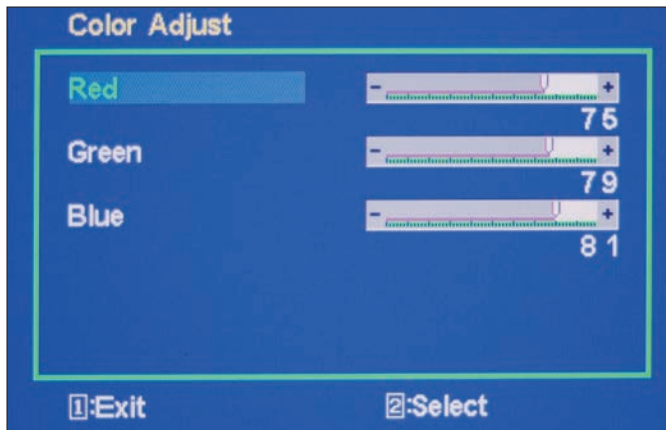 Color Adjust
Red - +
75
Green - +
79
Blue - +
81
1:Exit 2:Select